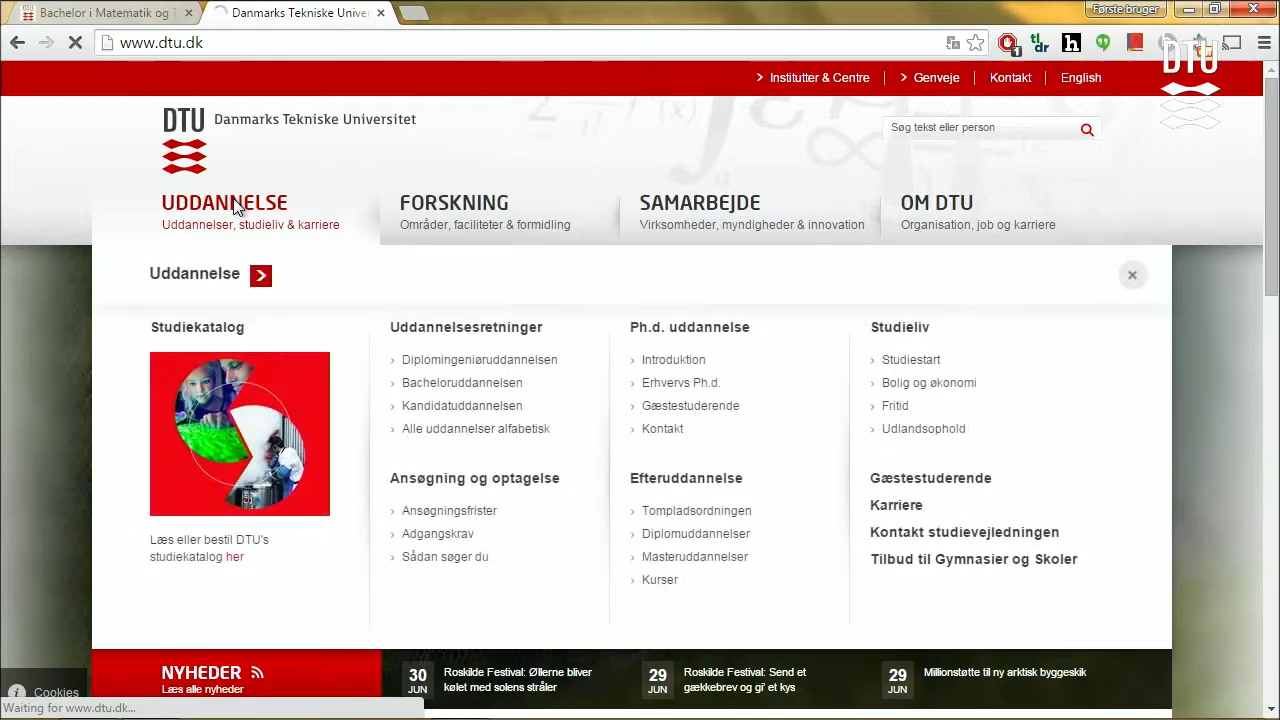 Bachelor i Matematik og T
Danmarks Tekniske Univer
Første bruger
www.dtu.dk
1
tl
dr
h
DTU
Institutter & Centre
Genveje
Kontakt
English
DTU
Danmarks Tekniske Universitet
Søg tekst eller person
UDDANNELSE
Uddannelser, studieliv & karriere
FORSKNING
Områder, faciliteter & formidling
SAMARBEJDE
Virksomheder, myndigheder & innovation
OM DTU
Organisation, job og karriere
Uddannelse
Studiekatalog
Læs eller bestil DTU's
studiekatalog her
Uddannelsesretninger
Diplomingeniøruddannelsen
Bacheloruddannelsen
Kandidatuddannelsen
Alle uddannelser alfabetisk
Ansøgning og optagelse
Ansøgningsfrister
Adgangskrav
Sådan søger du
Ph.d. uddannelse
Introduktion
Erhvervs Ph.d.
Gæstestuderende
Kontakt
Efteruddannelse
Tompladsordningen
Diplomuddannelser
Masteruddannelser
Kurser
Studieliv
Studiestart
Bolig og økonomi
Fritid
Udlandsophold
Gæstestuderende
Karriere
Kontakt studievejledningen
Tilbud til Gymnasier og Skoler
NYHEDER
Læs alle nyheder
30
JUN
Roskilde Festival: Øllerne bliver
kølet med solens stråler
29
JUN
Roskilde Festival: Send et
gækkebrev og gi' et kys
29
JUN
Millionstøtte til ny arktisk byggeskik
Cookies
Waiting for www.dtu.dk...